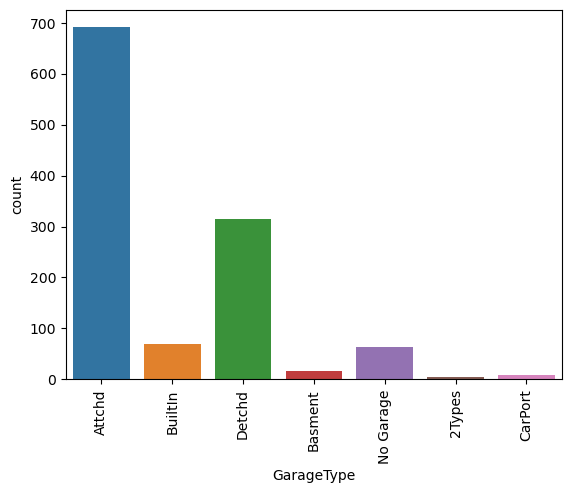 700
600
500
400
300
200
100
0
count
Attchd
BuiltIn
Detchd
Basment
No Garage
2Types
CarPort
GarageType